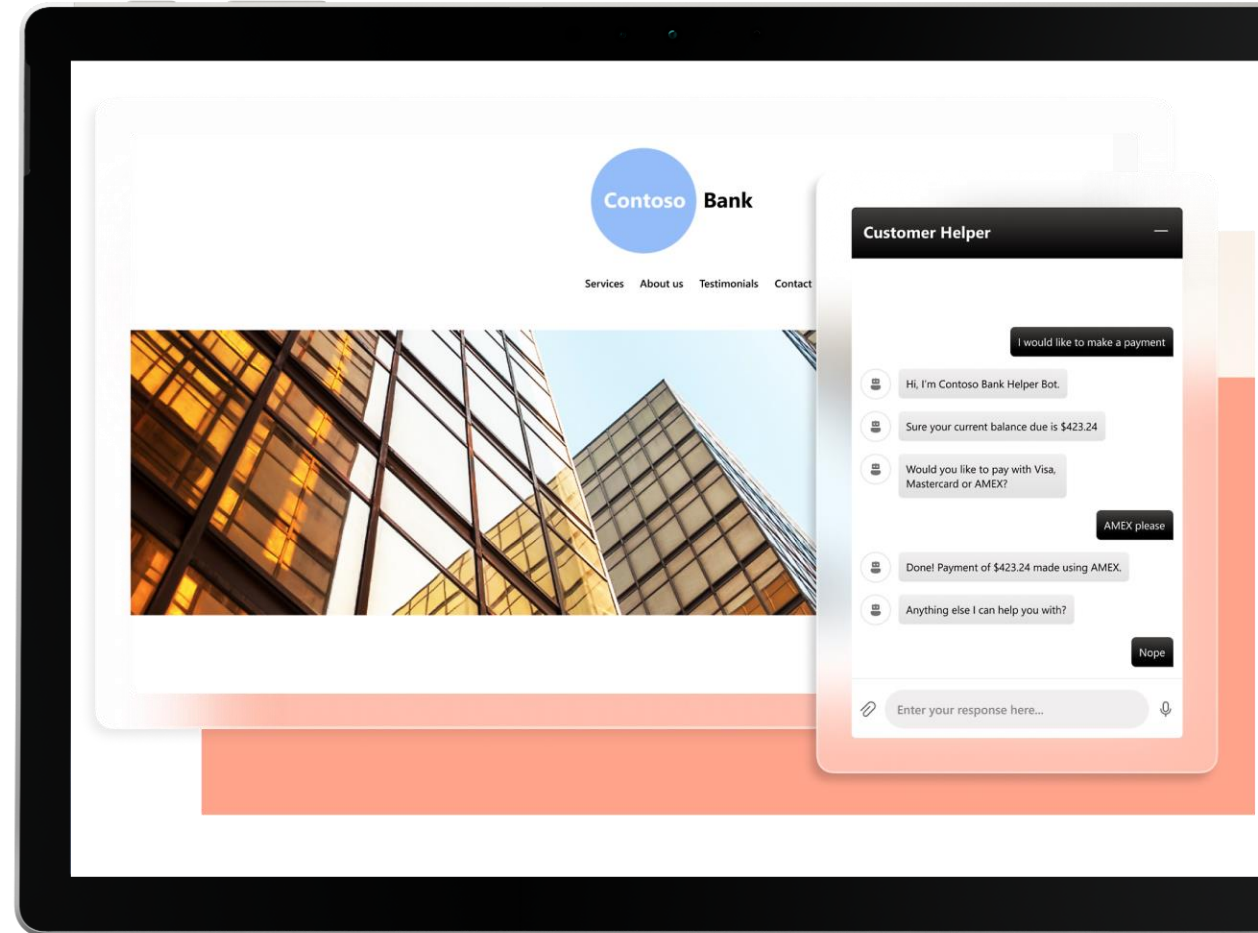 Contoso Bank
Services About us Testimonials Contact
Customer Helper
I would like to make a payment
Hi, I'm Contoso Bank Helper Bot.
Sure your current balance due is $423.24
Would you like to pay with Visa,
Mastercard or AMEX?
AMEX please
Done! Payment of $423.24 made using AMEX.
Anything else I can help you with?
Nope
Enter your response here...